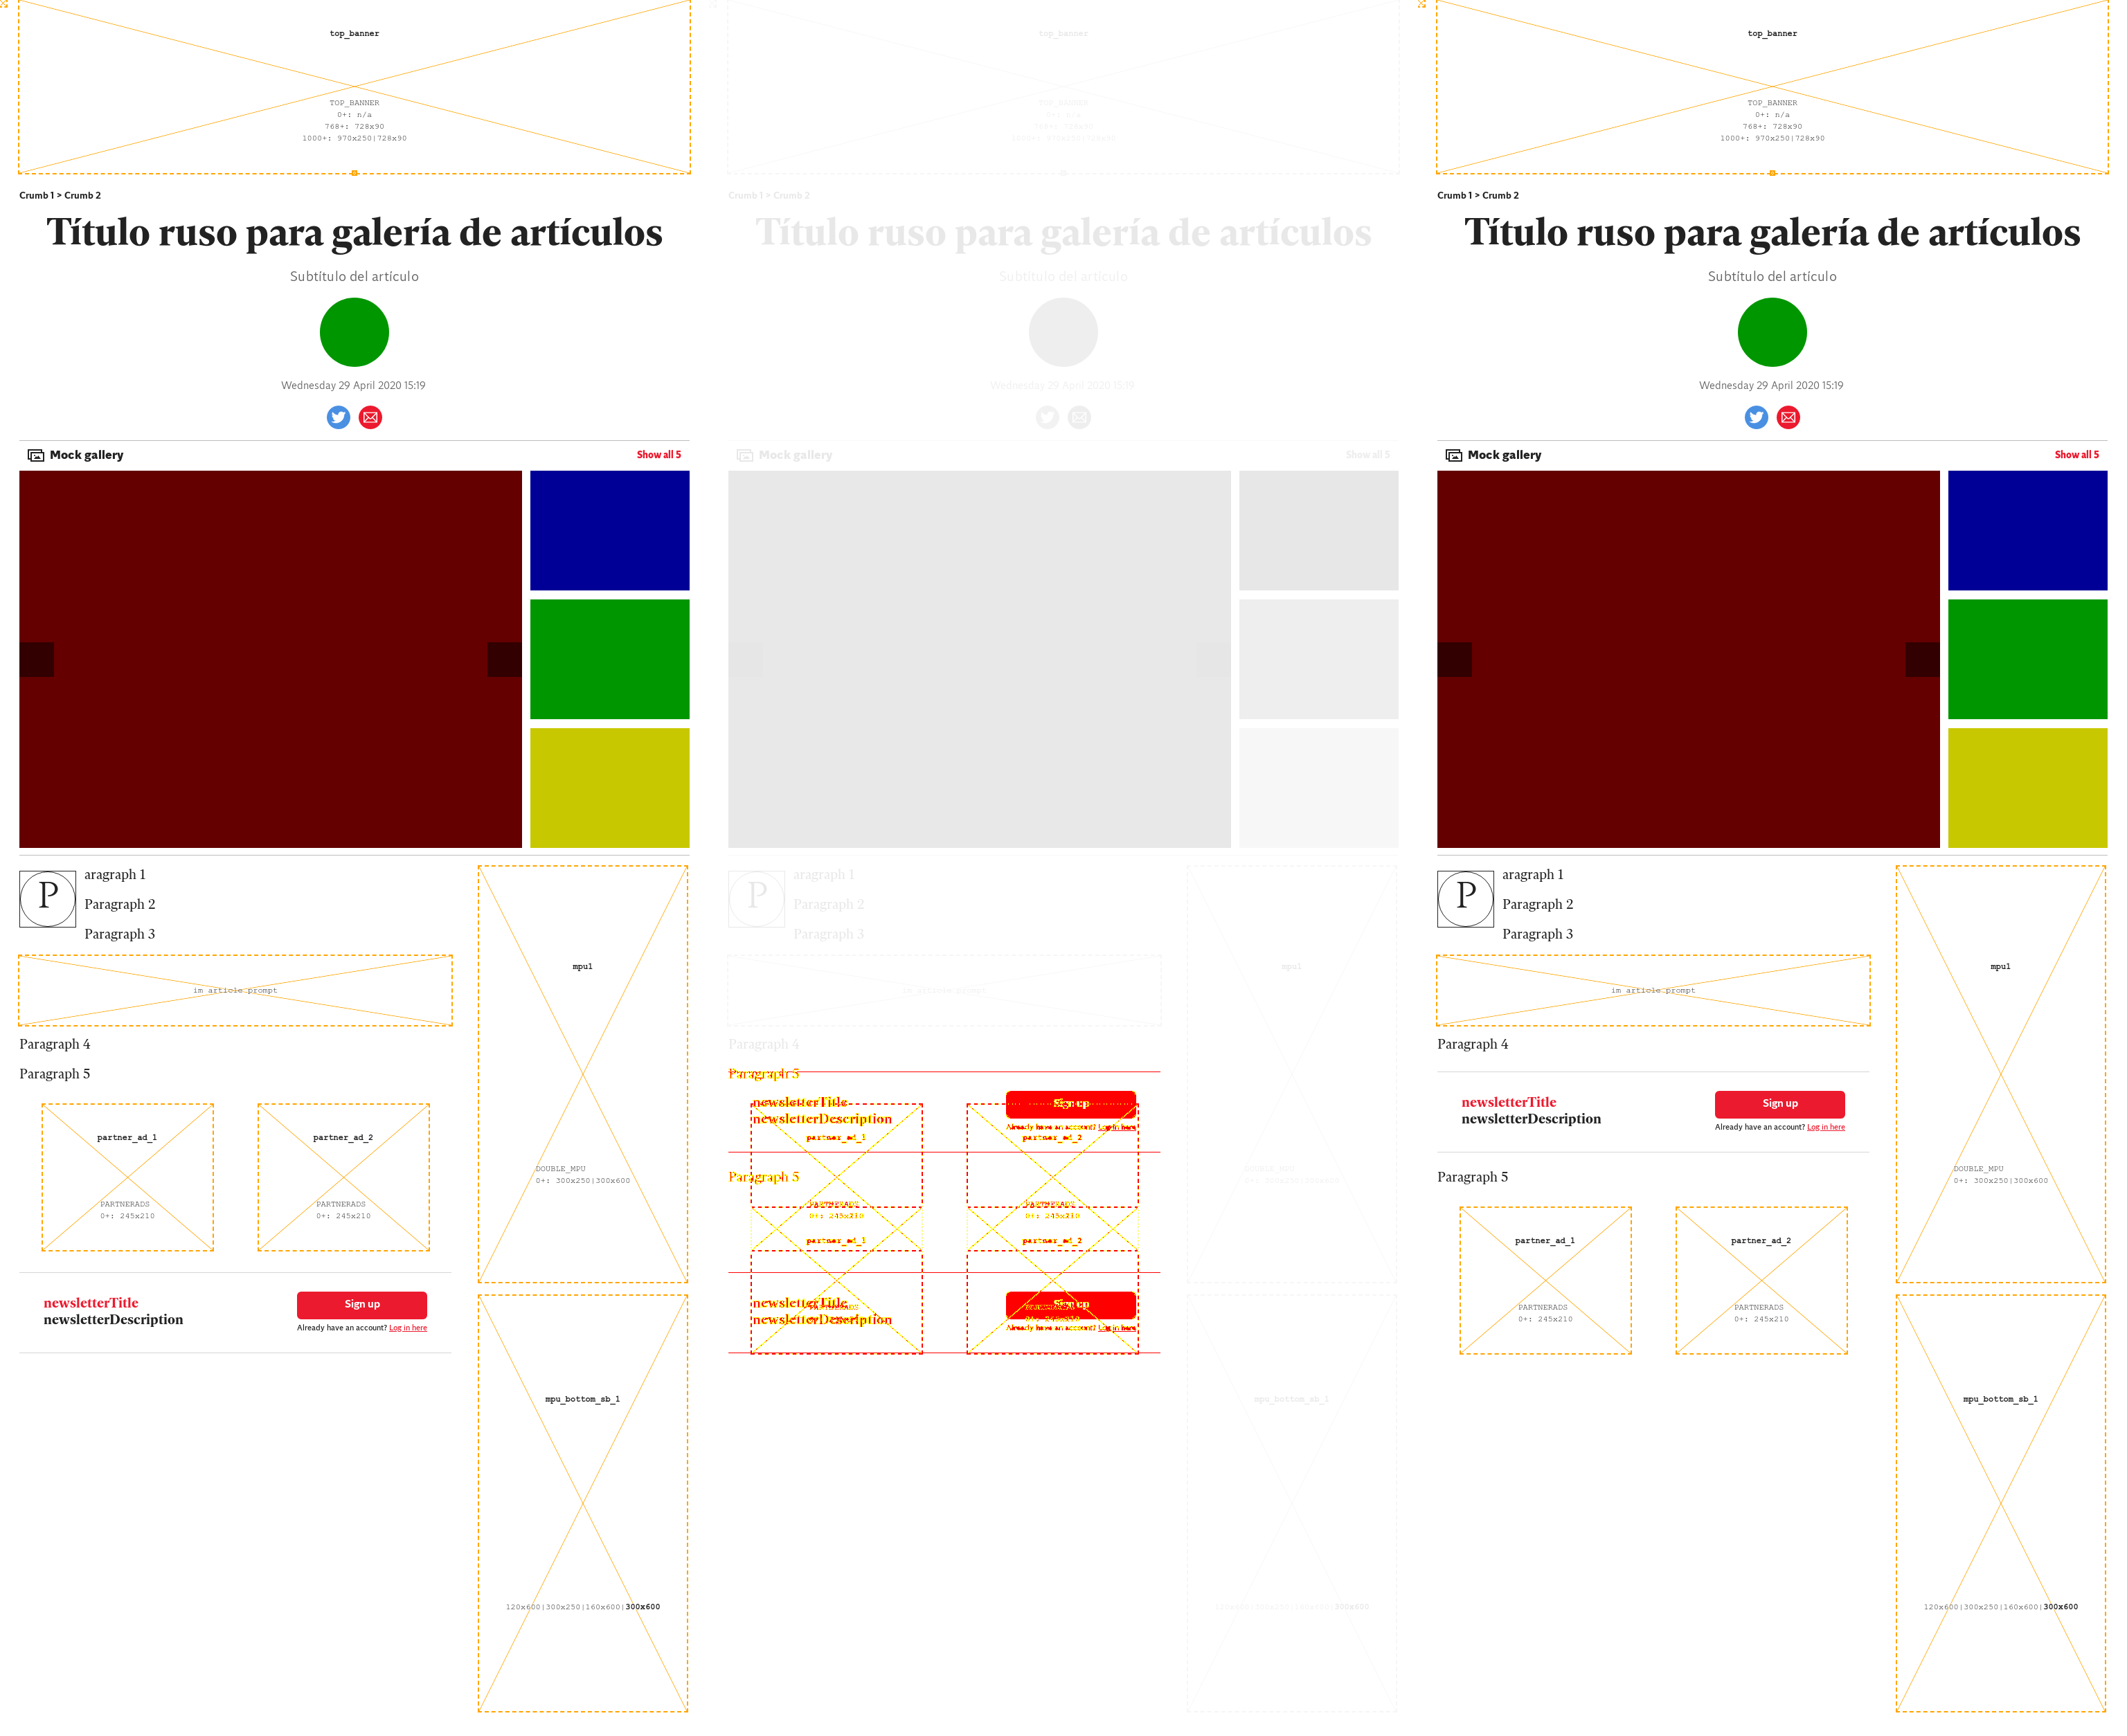 top_banner
TOP_BANNER
0+: n/a
768+: 728x90
1000+: 970x250|728x90
Crumb 1 > Crumb 2
Título ruso para galería de artículos
Subtítulo del artículo
Wednesday 29 April 2020 15:19
Mock gallery
Show all 5
P
aragraph 1
Paragraph 2
Paragraph 3
mpu1
im article prompt
Paragraph 4
Paragraph 5
partner_ad_1
partner_ad_2
DOUBLE_MPU
0+: 300x250|300x600
PARTNERADS
0+: 245x210
PARTNERADS
0+: 245x210
newsletterTitle
newsletterDescription
Sign up
Already have an account? Log in here
mpu_bottom_sb_1
120x600|300x250|160x600|300x600
top_banner
TOP_BANNER
0+: n/a
768+: 728x90
1000+: 970x250|728x90
Crumb 1 > Crumb 2
Título ruso para galería de artículos
Subtítulo del artículo
Wednesday 29 April 2020 15:19
Mock gallery
Show all 5
P
aragraph 1
Paragraph 2
Paragraph 3
mpu1
im article prompt
Paragraph 4
Paragraph 5
newsletterTitle
newsletterDescription
Sign up
Already have an account? Log in here
partner_ad_1
partner_ad_2
DOUBLE_MPU
0+: 300x250|300x600
Paragraph 5
PARTNERADS
0+: 245x210
PARTNERADS
0+: 245x210
partner_ad_1
partner_ad_2
newsletterTitle
newsletterDescription
Sign up
Already have an account? Log in here
mpu_bottom_sb_1
120x600|300x250|160x600|300x600
top_banner
TOP_BANNER
0+: n/a
768+: 728x90
1000+: 970x250|728x90
Crumb 1 > Crumb 2
Título ruso para galería de artículos
Subtítulo del artículo
Wednesday 29 April 2020 15:19
Mock gallery
Show all 5
P
aragraph 1
Paragraph 2
Paragraph 3
mpu1
im article prompt
Paragraph 4
newsletterTitle
newsletterDescription
Sign up
Already have an account? Log in here
DOUBLE_MPU
0+: 300x250|300x600
Paragraph 5
partner_ad_1
partner_ad_2
PARTNERADS
0+: 245x210
PARTNERADS
0+: 245x210
mpu_bottom_sb_1
120x600|300x250|160x600|300x600